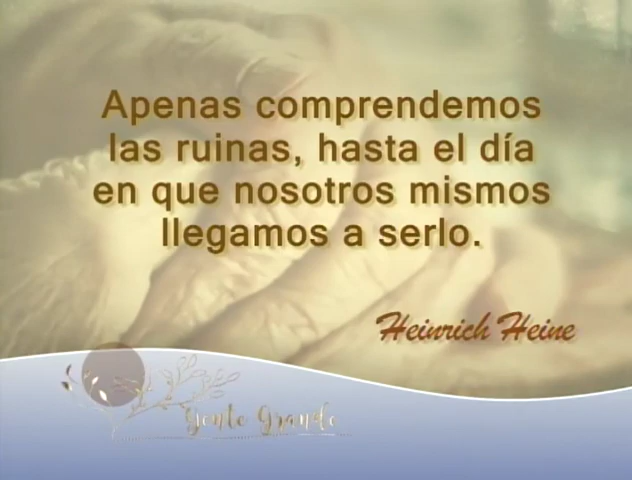 Apenas comprendemos
las ruinas, hasta el día
en que nosotros mismos
llegamos a serlo.
Heinrich Heine
Gente Grande